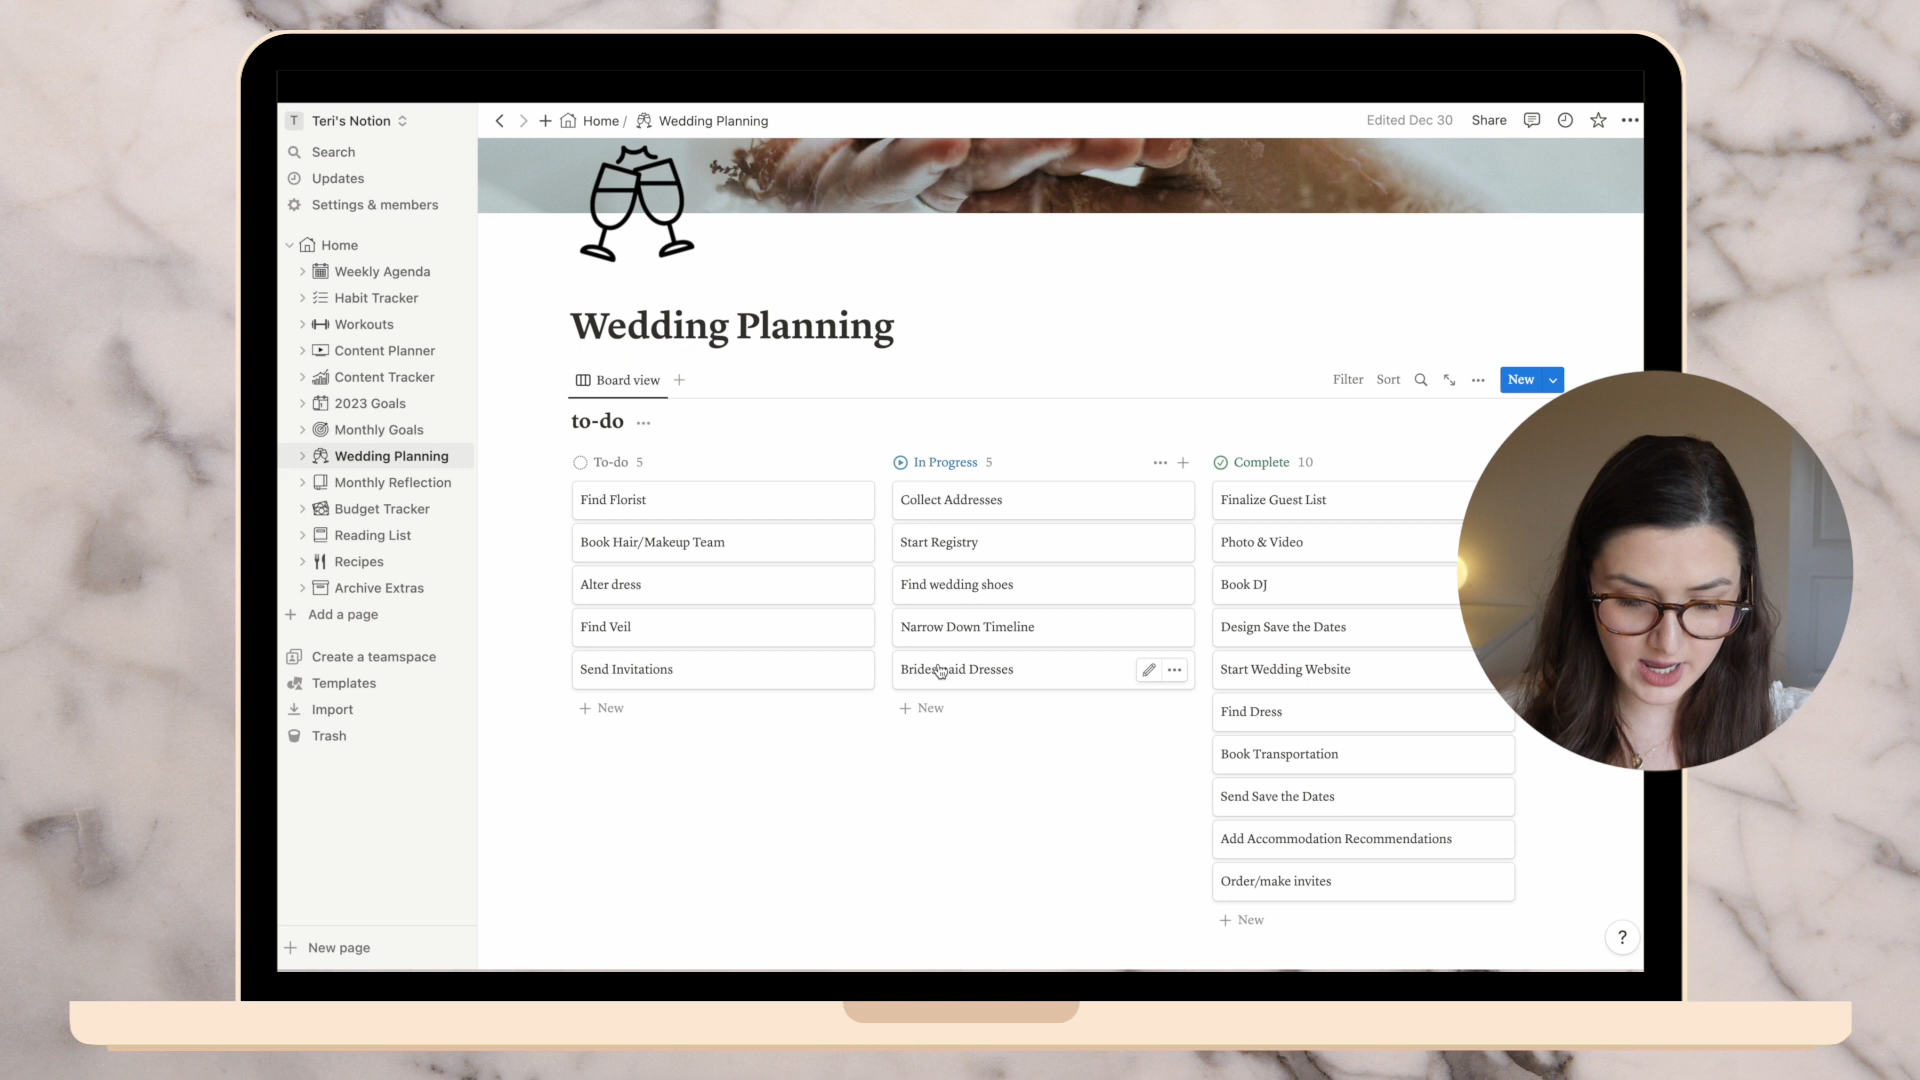 T Teri's Notion
Search
Updates
Settings & members
Home
Weekly Agenda
Habit Tracker
Workouts
Content Planner
Content Tracker
2023 Goals
Monthly Goals
Wedding Planning
Monthly Reflection
Budget Tracker
Reading List
Recipes
Archive Extras
Add a page
Create a teamspace
Templates
Import
Trash
New page
Home / Wedding Planning
Edited Dec 30 Share
Wedding Planning
Board view
Filter Sort New
to-do
To-do 5
Find Florist
Book Hair/Makeup Team
Alter dress
Find Veil
Send Invitations
New
In Progress 5
Collect Addresses
Start Registry
Find wedding shoes
Narrow Down Timeline
Bridesmaid Dresses
New
Complete 10
Finalize Guest List
Photo & Video
Book DJ
Design Save the Dates
Start Wedding Website
Find Dress
Book Transportation
Send Save the Dates
Add Accommodation Recommendations
Order/make invites
New
?